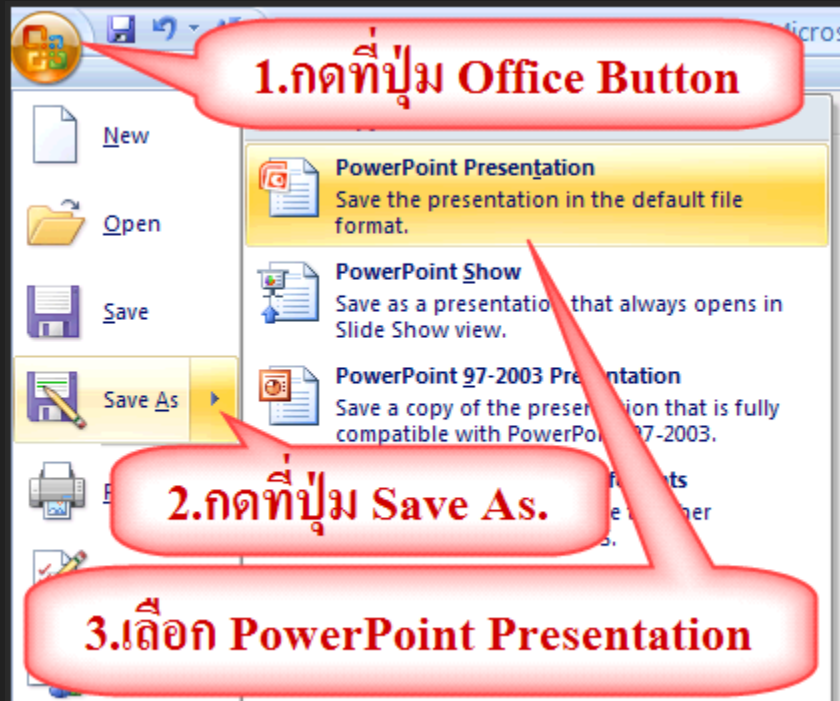 1.กดที่ปุ่ม Office Button
New
PowerPoint Presentation
Save the presentation in the default file
format.
Open
PowerPoint Show
Save as a presentation that always opens in
Slide Show view.
Save
PowerPoint 97-2003
Save a copy of the that is fully
compatible with 97-2003.
Save As
2.กดที่ปุ่ม Save As.
3.เลือก PowerPoint Presentation